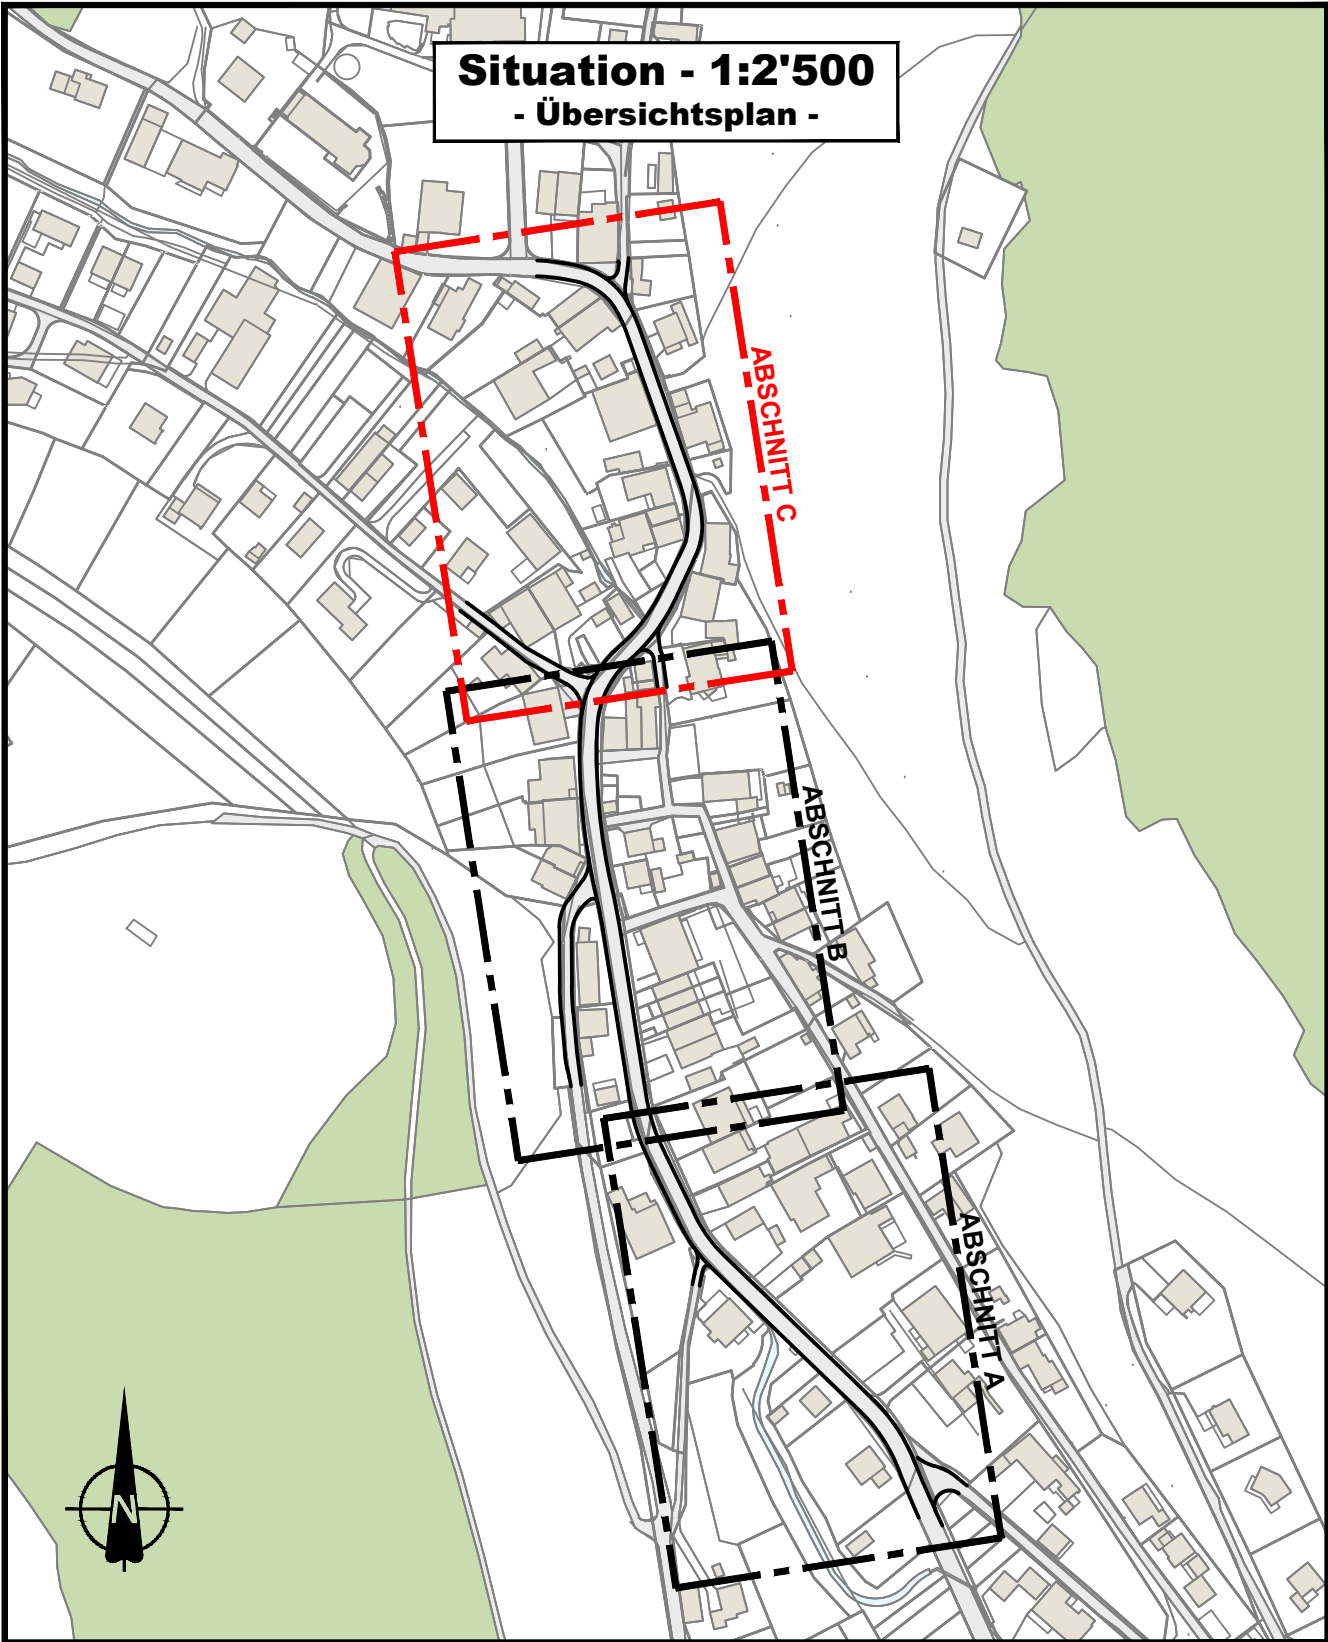 Situation - 1:2'500
- Übersichtsplan -
ABSCHNITT C
ABSCHNITT B
ABSCHNITT A
N